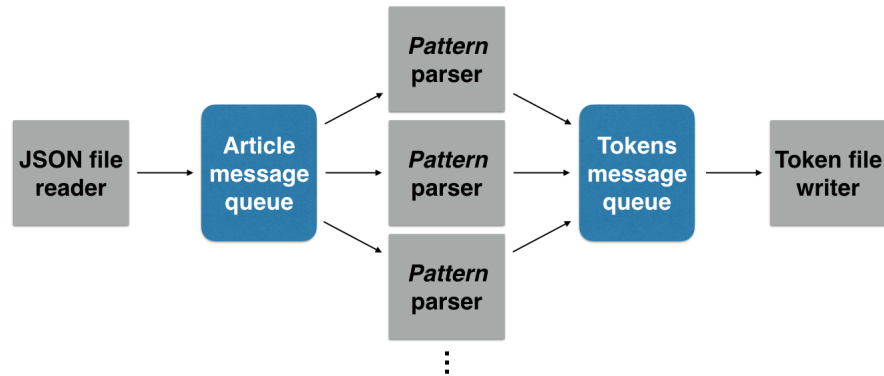 JSON file
reader
Article
message
queue
Pattern
parser
Pattern
parser
Pattern
parser
Tokens
message
queue
Token file
writer